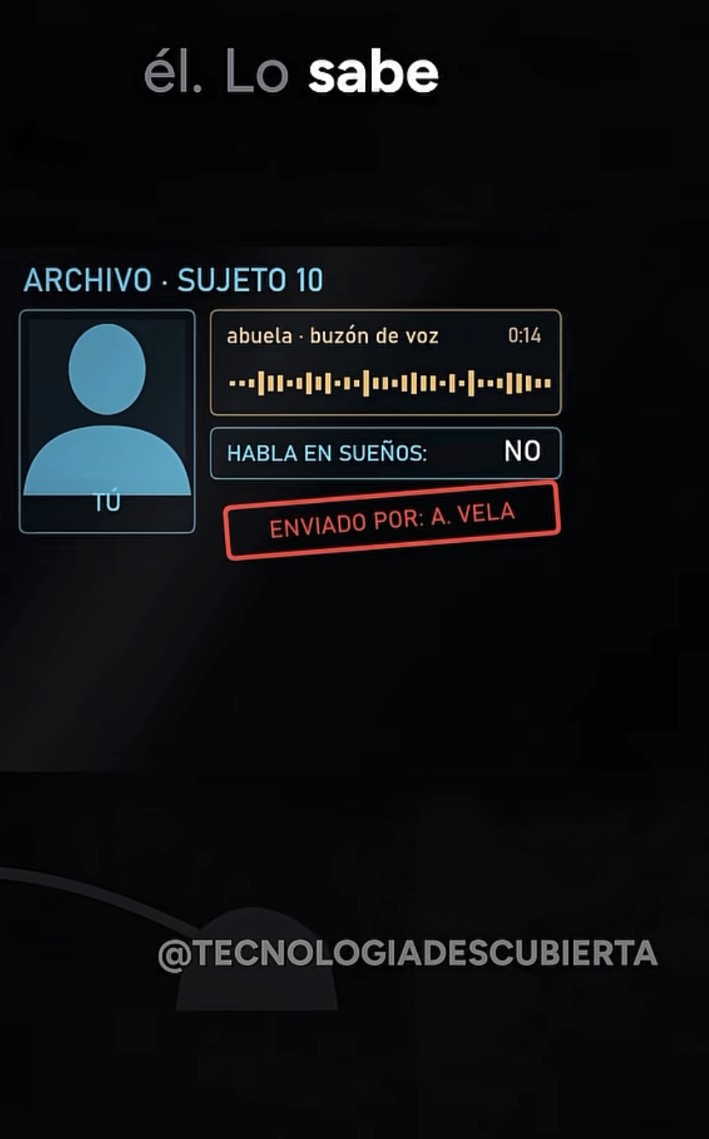 él. Lo sabe
ARCHIVO · SUJETO 10
TÚ
abuela · buzón de voz 0:14
HABLA EN SUEÑOS: NO
ENVIADO POR: A. VELA
@TECNOLOGIADESCUBIERTA